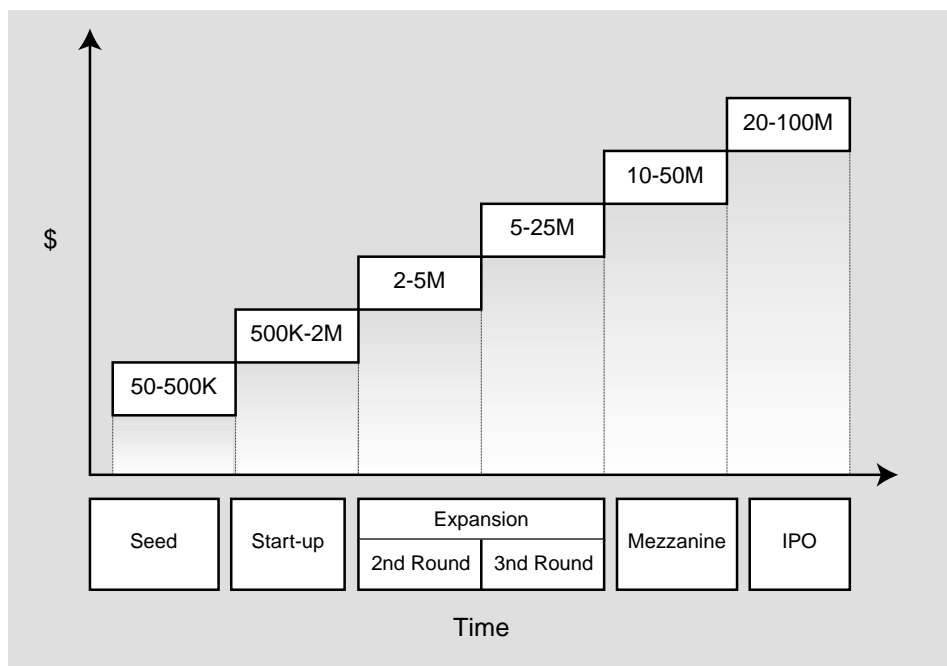 20-100M
10-50M
5-25M
$
2-5M
500K-2M
50-500K
Seed
Start-up
Expansion
2nd Round
3nd Round
Mezzanine
IPO
Time